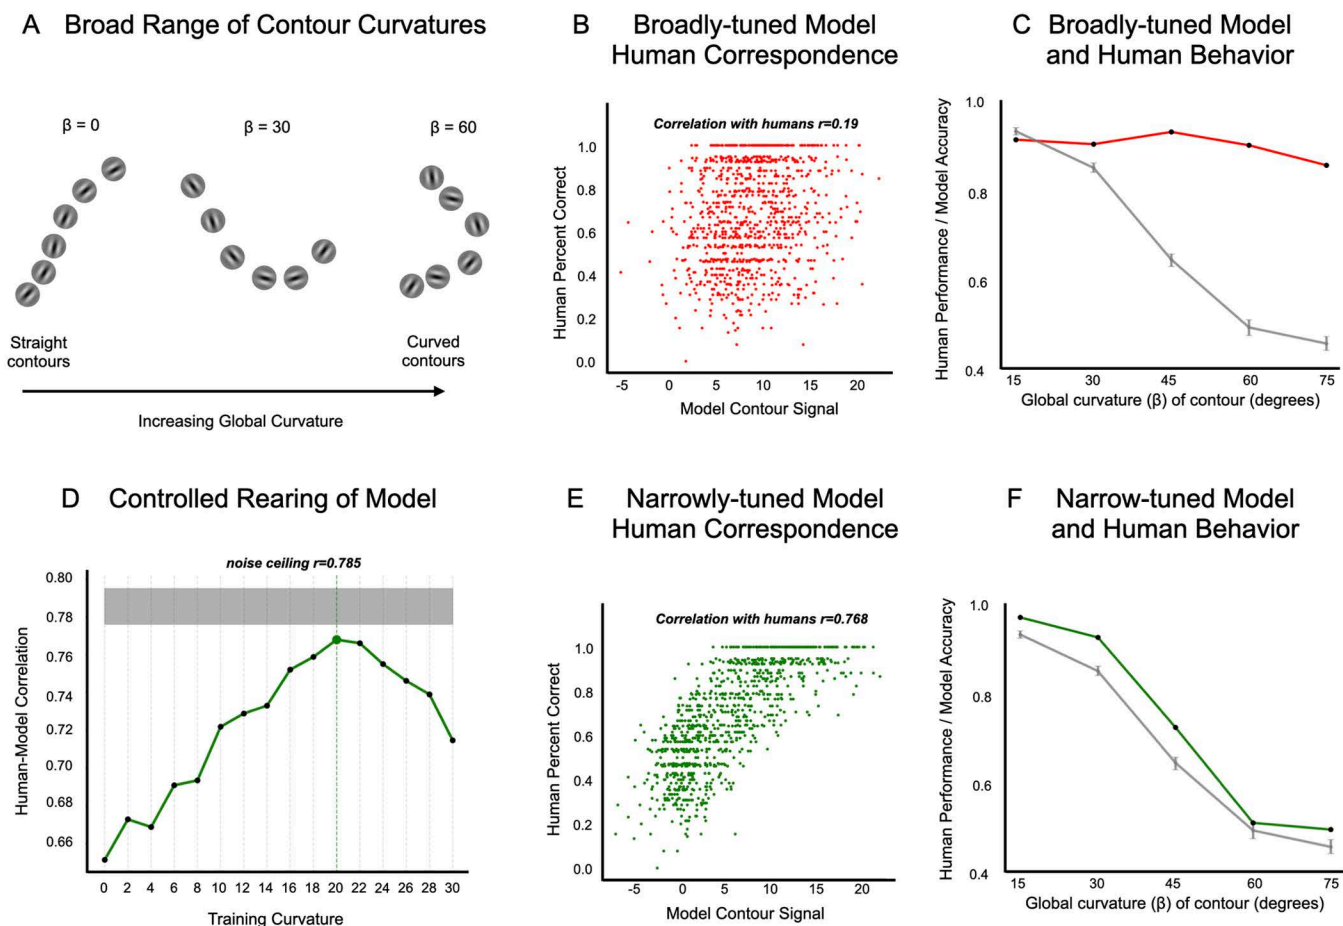 A Broad Range of Contour Curvatures
β = 0
β = 30
β = 60
Straight
contours
Curved
contours
Increasing Global Curvature
B Broadly-tuned Model
Human Correspondence
Correlation with humans r=0.19
Human Percent Correct
1.0
0.8
0.6
0.4
0.2
0.0
-5 0 5 10 15 20
Model Contour Signal
C Broadly-tuned Model
and Human Behavior
Human Performance / Model Accuracy
1.0
0.8
0.6
0.4
15 30 45 60 75
Global curvature (β) of contour (degrees)
D Controlled Rearing of Model
noise ceiling r=0.785
Human-Model Correlation
0.80
0.78
0.76
0.74
0.72
0.70
0.68
0.66
0 2 4 6 8 10 12 14 16 18 20 22 24 26 28 30
Training Curvature
E Narrowly-tuned Model
Human Correspondence
Correlation with humans r=0.768
Human Percent Correct
1.0
0.8
0.6
0.4
0.2
0.0
-5 0 5 10 15 20
Model Contour Signal
F Narrow-tuned Model
and Human Behavior
Human Performance / Model Accuracy
1.0
0.8
0.6
0.4
15 30 45 60 75
Global curvature (β) of contour (degrees)